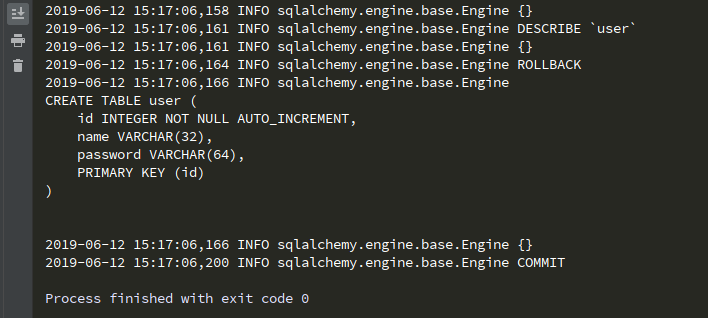 2019-06-12 15:17:06,158 INFO sqlalchemy.engine.base.Engine {}
2019-06-12 15:17:06,161 INFO sqlalchemy.engine.base.Engine DESCRIBE `user`
2019-06-12 15:17:06,161 INFO sqlalchemy.engine.base.Engine {}
2019-06-12 15:17:06,164 INFO sqlalchemy.engine.base.Engine ROLLBACK
2019-06-12 15:17:06,166 INFO sqlalchemy.engine.base.Engine
CREATE TABLE user (
    id INTEGER NOT NULL AUTO_INCREMENT,
    name VARCHAR(32),
    password VARCHAR(64),
    PRIMARY KEY (id)
)
2019-06-12 15:17:06,166 INFO sqlalchemy.engine.base.Engine {}
2019-06-12 15:17:06,200 INFO sqlalchemy.engine.base.Engine COMMIT
Process finished with exit code 0